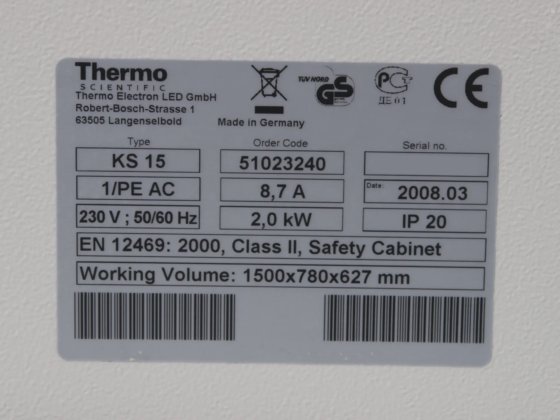 Thermo
SCIENTIFIC
Thermo Electron LED GmbH
Robert-Bosch-Strasse 1
63505 Langenselbold
Made in Germany
TUV NORD
GS
CE
Type
Order Code
Serial no.
KS 15
51023240
1/PE AC
8,7 A
Date:
2008.03
230 V ; 50/60 Hz
2,0 kW
IP 20
EN 12469: 2000, Class II, Safety Cabinet
Working Volume: 1500x780x627 mm